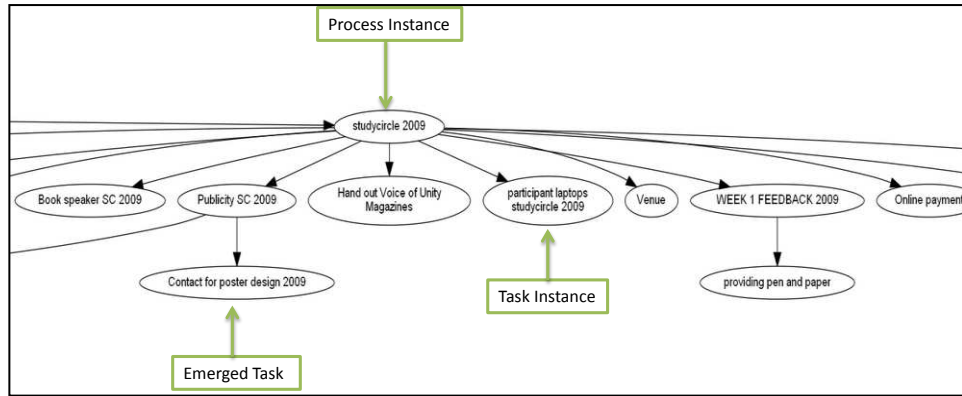 Process Instance
studycircle 2009
Book speaker SC 2009
Publicity SC 2009
Hand out Voice of Unity
Magazines
participant laptops
studycircle 2009
Venue
WEEK 1 FEEDBACK 2009
Online payment
Contact for poster design 2009
Task Instance
providing pen and paper
Emerged Task